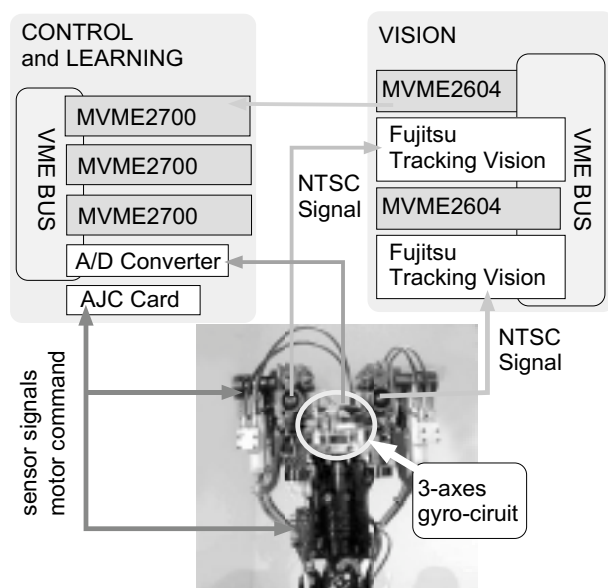 CONTROL
and LEARNING
VME BUS
MVME2700
MVME2700
MVME2700
A/D Converter
AJC Card
VISION
MVME2604
Fujitsu
Tracking Vision
MVME2604
Fujitsu
Tracking Vision
VME BUS
NTSC
Signal
NTSC
Signal
sensor signals
motor command
3-axes
gyro-ciruit